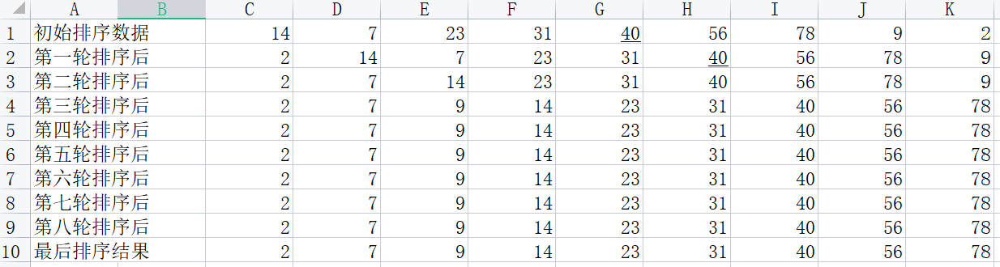 A B C D E F G H I J K
1 初始排序数据 14 7 23 31 40 56 78 9 2
2 第一轮排序后 2 14 7 23 31 40 56 78 9
3 第二轮排序后 2 7 14 23 31 40 56 78 9
4 第三轮排序后 2 7 9 14 23 31 40 56 78
5 第四轮排序后 2 7 9 14 23 31 40 56 78
6 第五轮排序后 2 7 9 14 23 31 40 56 78
7 第六轮排序后 2 7 9 14 23 31 40 56 78
8 第七轮排序后 2 7 9 14 23 31 40 56 78
9 第八轮排序后 2 7 9 14 23 31 40 56 78
10 最后排序结果 2 7 9 14 23 31 40 56 78